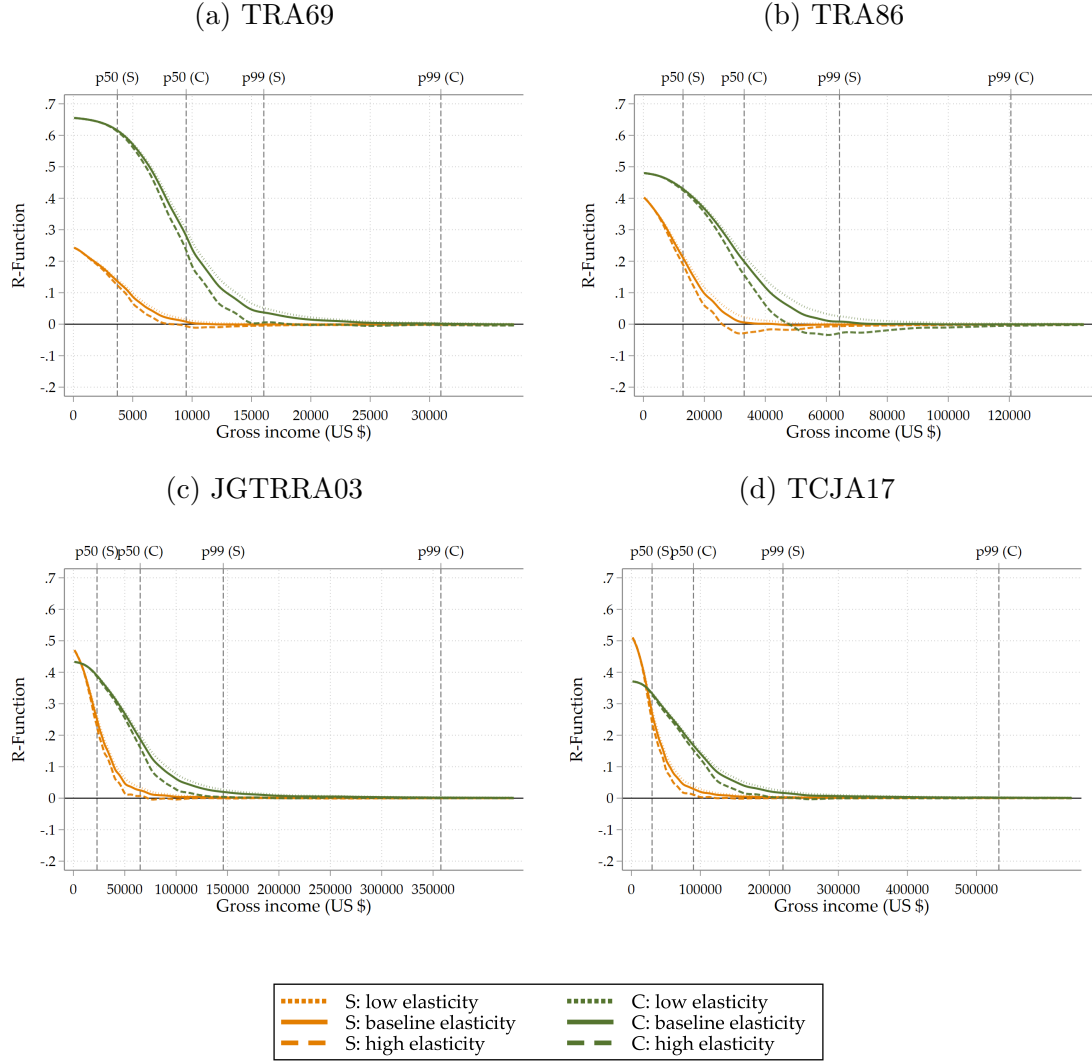 (a) TRA69
(b) TRA86
p50 (S) p50 (C) p99 (S) p99 (C)
p50 (S) p50 (C) p99 (S) p99 (C)
.7
.6
.5
.4
.3
.2
.1
0
-.1
-.2
R-Function
0 5000 10000 15000 20000 25000 30000
Gross income (US $)
.7
.6
.5
.4
.3
.2
.1
0
-.1
-.2
R-Function
0 20000 40000 60000 80000 100000 120000
Gross income (US $)
(c) JGTRRA03
(d) TCJA17
p50 (S) p50 (C) p99 (S) p99 (C)
p50 (S) p50 (C) p99 (S) p99 (C)
.7
.6
.5
.4
.3
.2
.1
0
-.1
-.2
R-Function
0 50000 100000 150000 200000 250000 300000 350000
Gross income (US $)
.7
.6
.5
.4
.3
.2
.1
0
-.1
-.2
R-Function
0 100000 200000 300000 400000 500000
Gross income (US $)
S: low elasticity
C: low elasticity
S: baseline elasticity
C: baseline elasticity
S: high elasticity
C: high elasticity